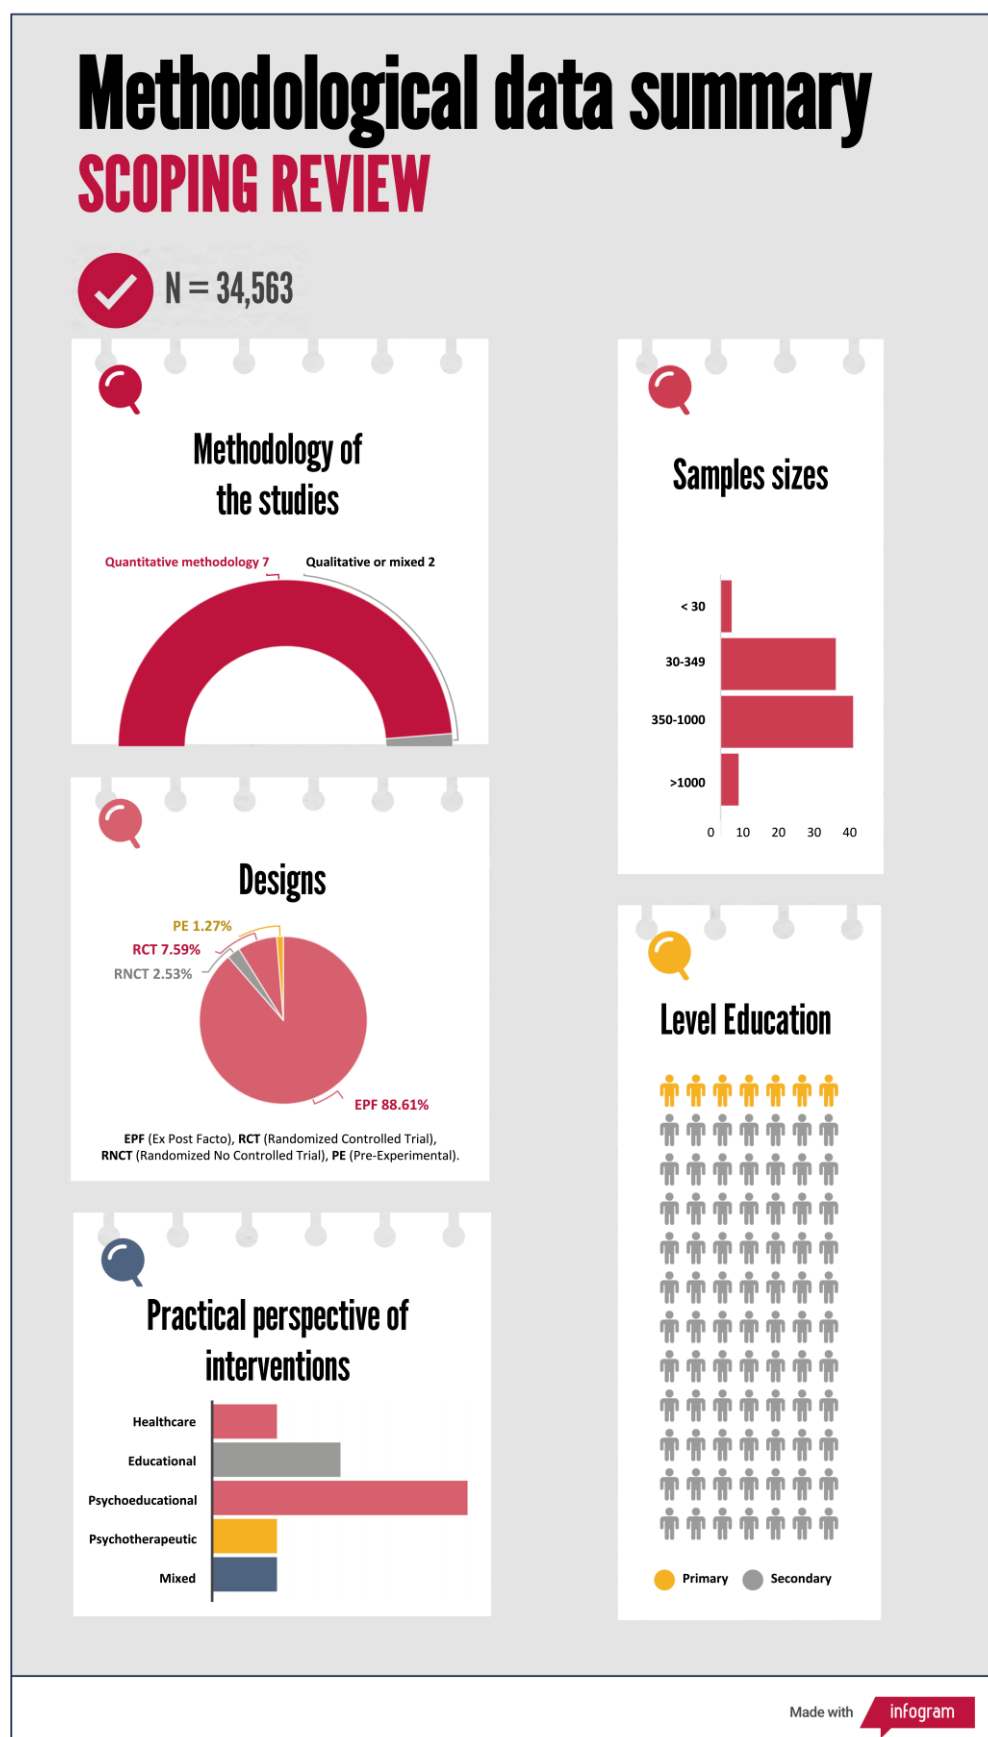 Methodological data summary
SCOPING REVIEW
N = 34,563
Methodology of
the studies
Quantitative methodology 7
Qualitative or mixed 2
Designs
PE 1.27%
RCT 7.59%
RNCT 2.53%
EPF 88.61%
EPF (Ex Post Facto), RCT (Randomized Controlled Trial),
RNCT (Randomized No Controlled Trial), PE (Pre-Experimental).
Practical perspective of
interventions
Healthcare
Educational
Psychoeducational
Psychotherapeutic
Mixed
Samples sizes
< 30
30-349
350-1000
>1000
0 10 20 30 40
Level Education
Primary Secondary
Made with infogram